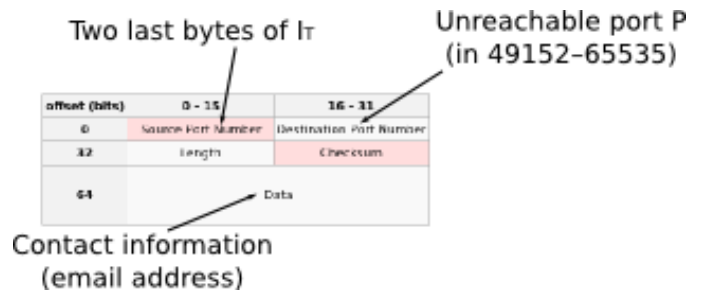 Two last bytes of IT
Unreachable port P
(in 49152–65535)
offset (bits) 0 - 15 16 - 31
0 Source Port Number Destination Port Number
32 Length Checksum
64 Data
Contact information
(email address)